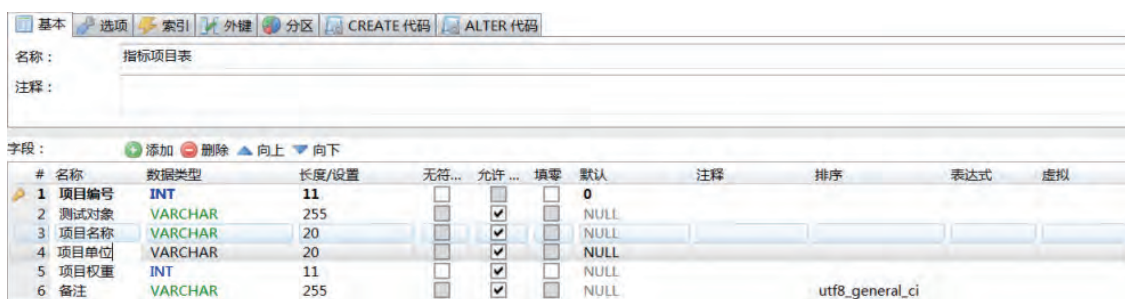 基本 选项 索引 外键 分区 CREATE 代码 ALTER 代码
名称： 指标项目表
注释：
字段： 添加 删除 向上 向下
# 名称 数据类型 长度/设置 无符... 允许 ... 填零 默认 注释 排序 表达式 虚拟
1 项目编号 INT 11 0
2 测试对象 VARCHAR 255 NULL
3 项目名称 VARCHAR 20 NULL
4 项目单位 VARCHAR 20 NULL
5 项目权重 INT 11 NULL
6 备注 VARCHAR 255 NULL utf8_general_ci